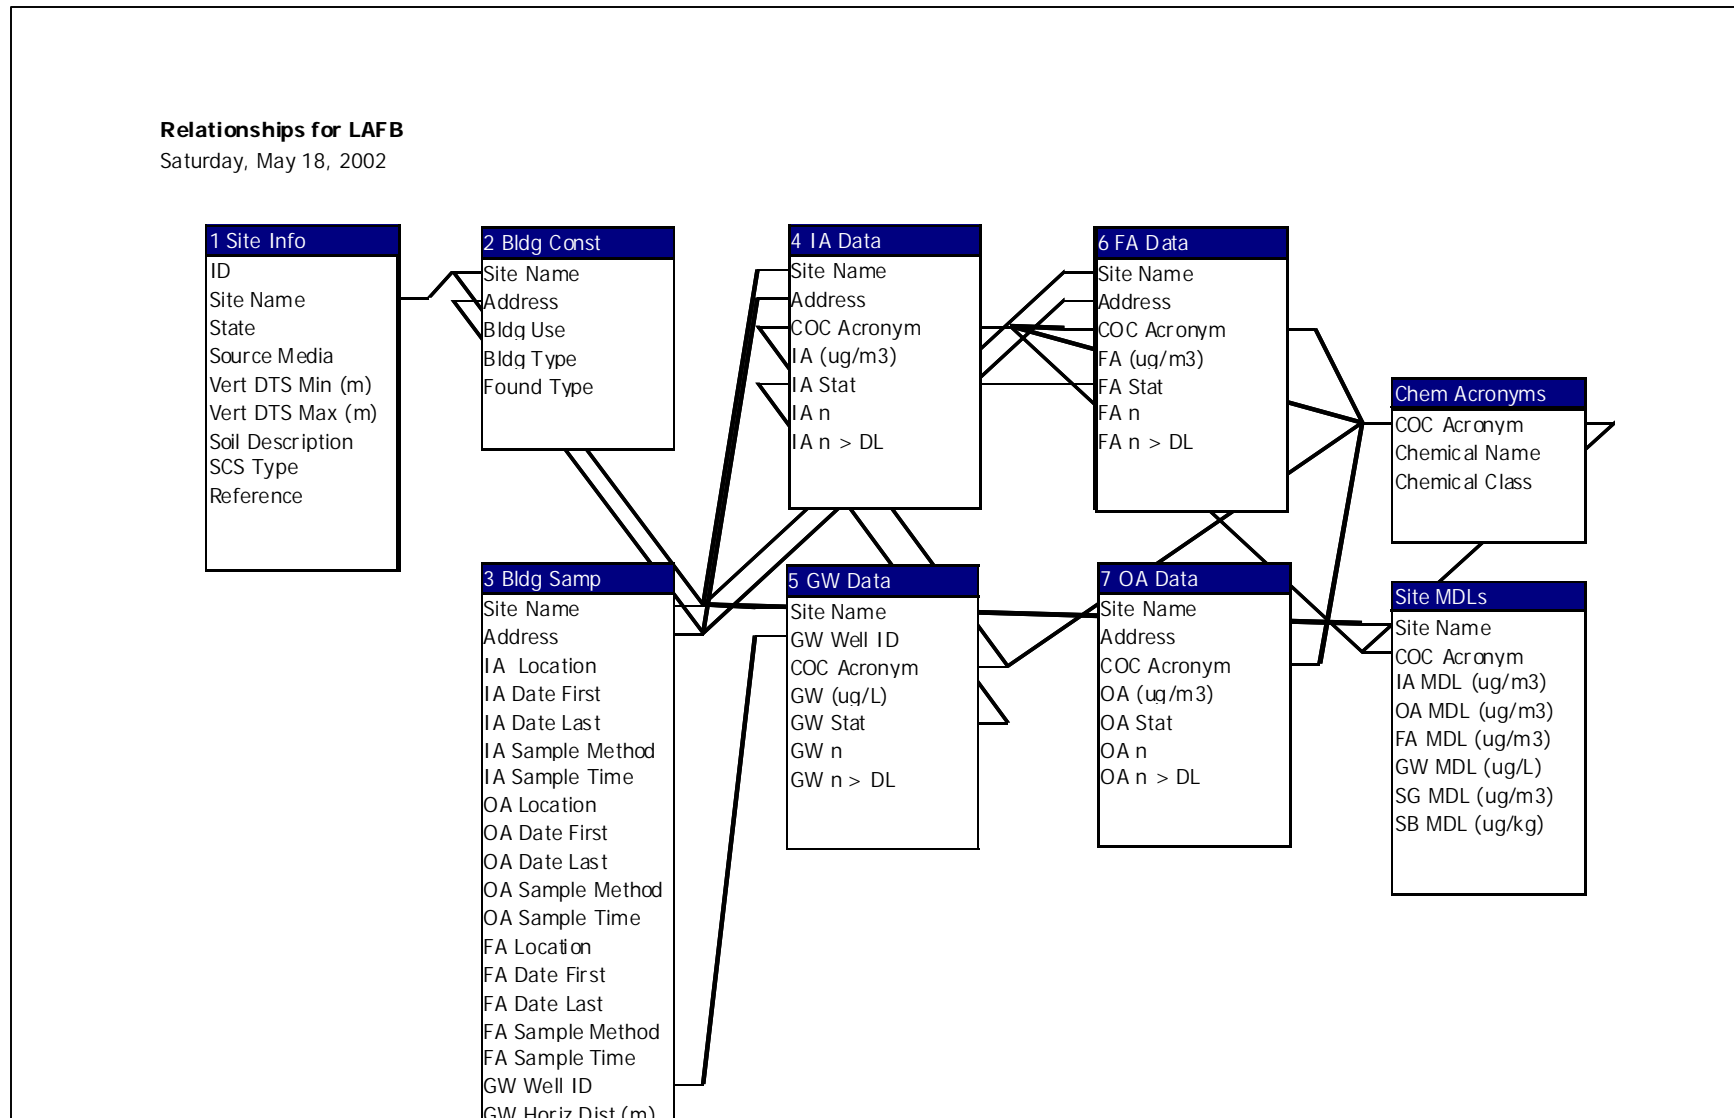 Relationships for LAFB
Saturday, May 18, 2002
1 Site Info
ID
Site Name
State
Source Media
Vert DTS Min (m)
Vert DTS Max (m)
Soil Description
SCS Type
Reference
2 Bldg Const
Site Name
Address
Bldg Use
Bldg Type
Found Type
3 Bldg Samp
Site Name
Address
IA Location
IA Date First
IA Date Last
IA Sample Method
IA Sample Time
OA Location
OA Date First
OA Date Last
OA Sample Method
OA Sample Time
FA Location
FA Date First
FA Date Last
FA Sample Method
FA Sample Time
GW Well ID
GW Horiz Dist (m)
4 IA Data
Site Name
Address
COC Acronym
IA (ug/m3)
IA Stat
IA n
IA n > DL
5 GW Data
Site Name
GW Well ID
COC Acronym
GW (ug/L)
GW Stat
GW n
GW n > DL
6 FA Data
Site Name
Address
COC Acronym
FA (ug/m3)
FA Stat
FA n
FA n > DL
7 OA Data
Site Name
Address
COC Acronym
OA (ug/m3)
OA Stat
OA n
OA n > DL
Chem Acronyms
COC Acronym
Chemical Name
Chemical Class
Site MDLs
Site Name
COC Acronym
IA MDL (ug/m3)
OA MDL (ug/m3)
FA MDL (ug/m3)
GW MDL (ug/L)
SG MDL (ug/m3)
SB MDL (ug/kg)